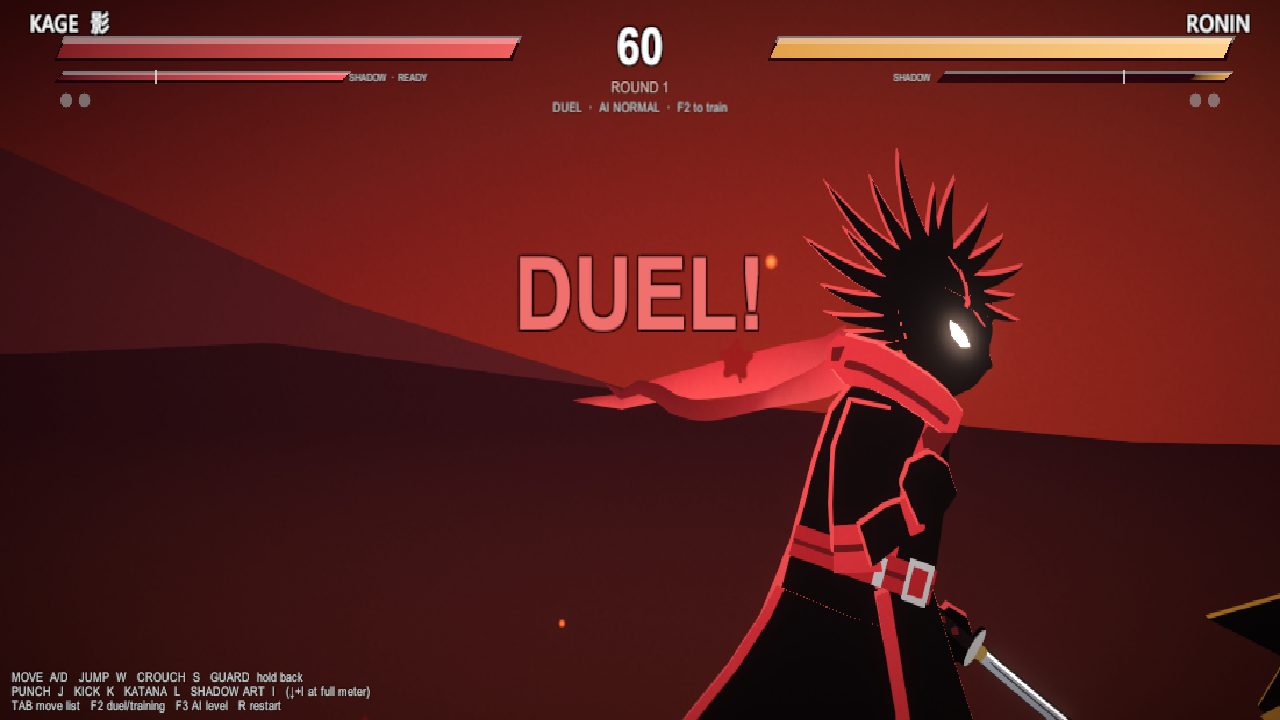 KAGE 影
RONIN
60
SHADOW · READY
SHADOW
ROUND 1
DUEL · AI NORMAL · F2 to train
DUEL!
MOVE A/D JUMP W CROUCH S GUARD hold back
PUNCH J KICK K KATANA L SHADOW ART I (↓+I at full meter)
TAB move list F2 duel/training F3 AI level R restart